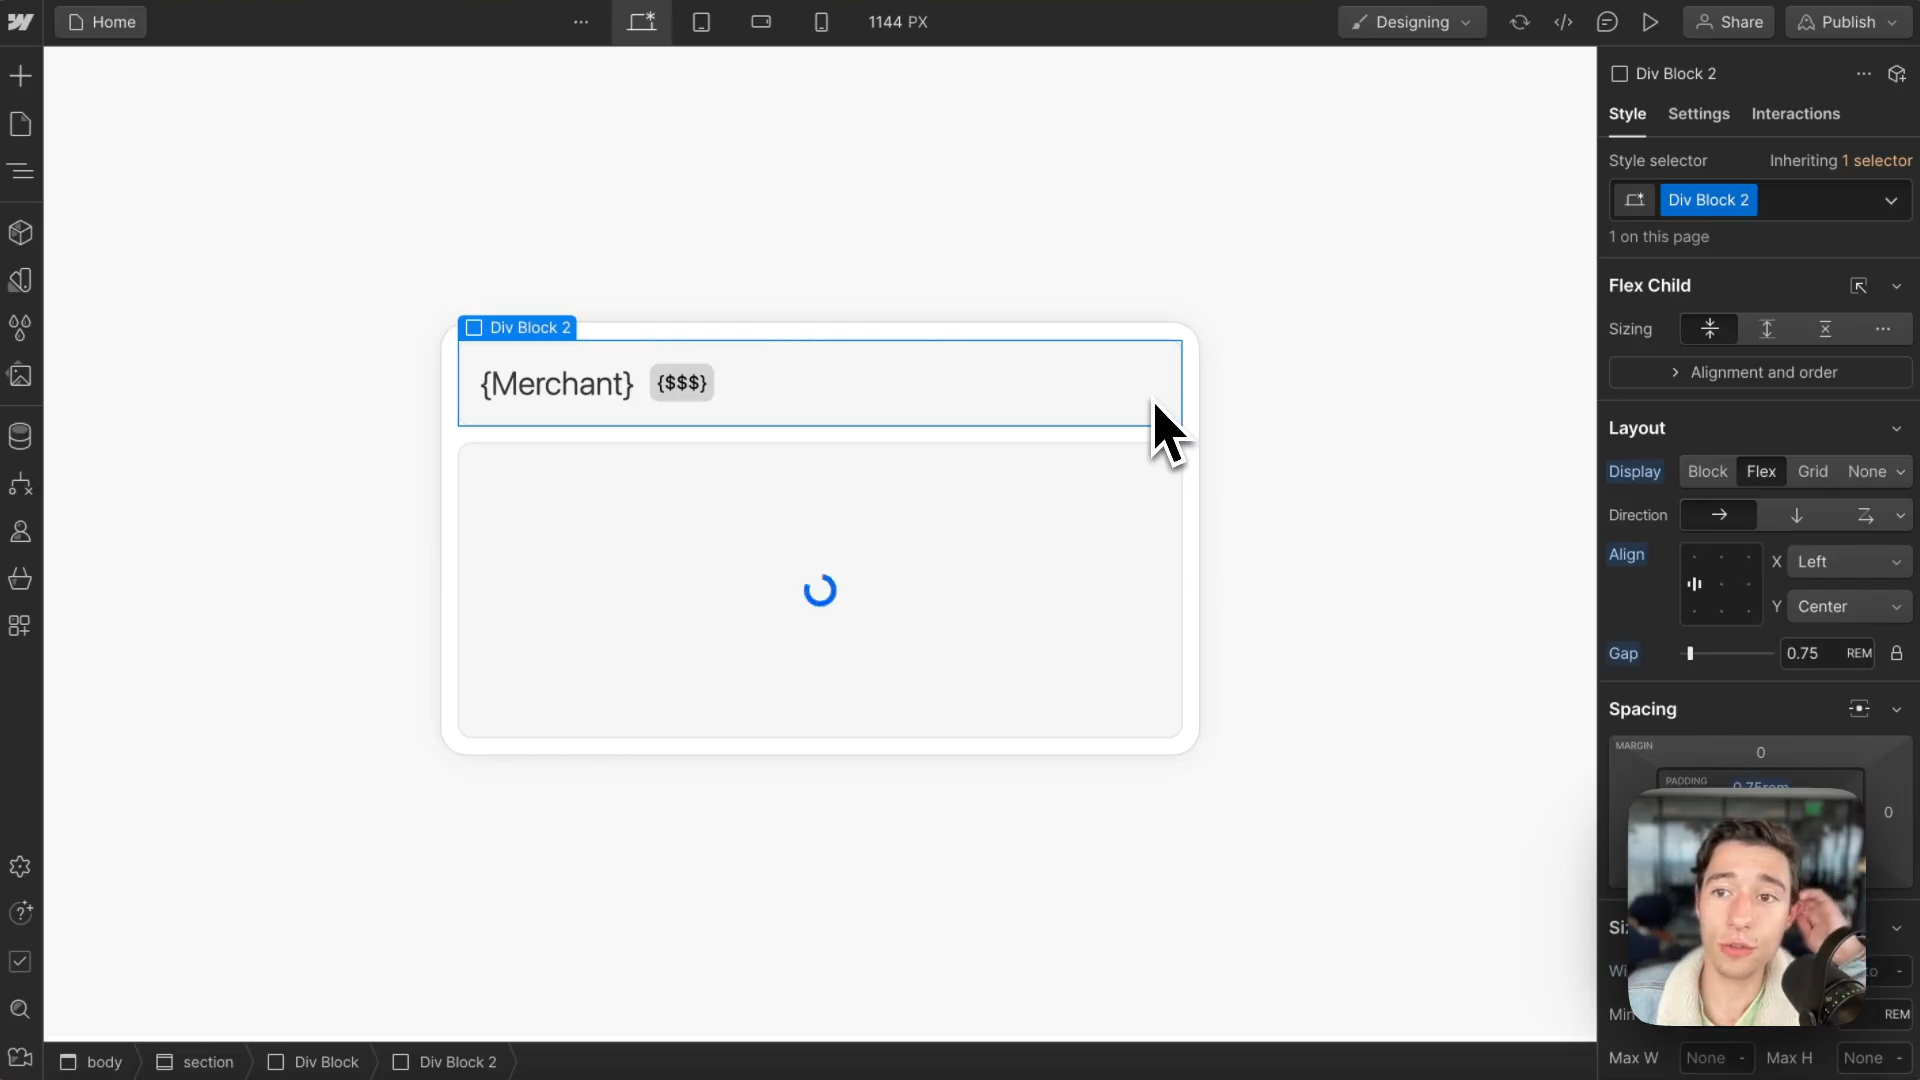 Home
1144 PX
Designing
Share
Publish
Div Block 2
Style Settings Interactions
Style selector
Inheriting 1 selector
Div Block 2
1 on this page
Flex Child
Sizing
Alignment and order
Layout
Display Block Flex Grid None
Direction
Align
X Left
Y Center
Gap 0.75 REM
Spacing
MARGIN 0
PADDING 0.75rem
0
REM
Max W None - Max H None -
Div Block 2
{Merchant} {$$$}
body section Div Block Div Block 2